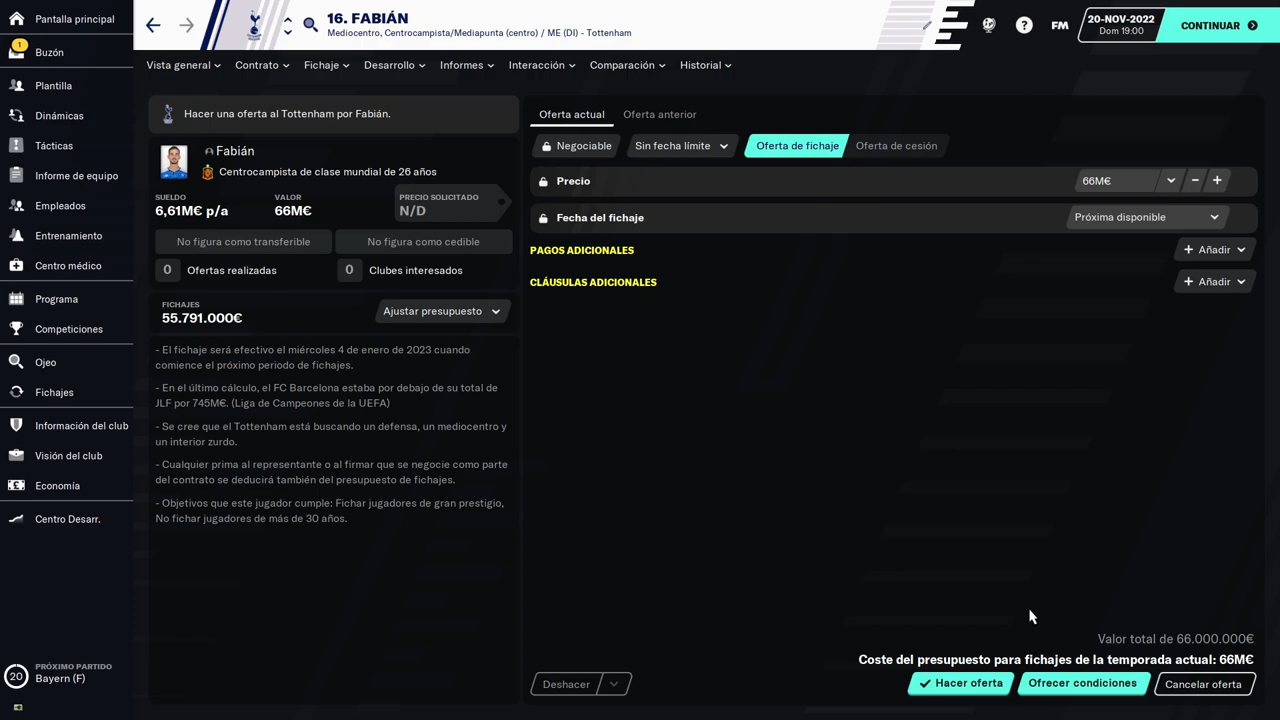 Pantalla principal
1
Buzón
Plantilla
Dinámicas
Tácticas
Informe de equipo
Empleados
Entrenamiento
Centro médico
Programa
Competiciones
Ojeo
Fichajes
Información del club
Visión del club
Economía
Centro Desarr.
20
PRÓXIMO PARTIDO
Bayern (F)
16. FABIÁN
Mediocentro, Centrocampista/Mediapunta (centro) / ME (DI) - Tottenham
?
FM
20-NOV-2022
Dom 19:00
CONTINUAR
Vista general
Contrato
Fichaje
Desarrollo
Informes
Interacción
Comparación
Historial
Hacer una oferta al Tottenham por Fabián.
Fabián
Centrocampista de clase mundial de 26 años
SUELDO
6,61M€ p/a
VALOR
66M€
PRECIO SOLICITADO
N/D
No figura como transferible
No figura como cedible
0 Ofertas realizadas
0 Clubes interesados
FICHAJES
55.791.000€
Ajustar presupuesto
- El fichaje será efectivo el miércoles 4 de enero de 2023 cuando
comience el próximo periodo de fichajes.
- En el último cálculo, el FC Barcelona estaba por debajo de su total de
JLF por 745M€. (Liga de Campeones de la UEFA)
- Se cree que el Tottenham está buscando un defensa, un mediocentro y
un interior zurdo.
- Cualquier prima al representante o al firmar que se negocie como parte
del contrato se deducirá también del presupuesto de fichajes.
- Objetivos que este jugador cumple: Fichar jugadores de gran prestigio,
No fichar jugadores de más de 30 años.
Oferta actual
Oferta anterior
Negociable
Sin fecha límite
Oferta de fichaje
Oferta de cesión
Precio
66M€
- +
Fecha del fichaje
Próxima disponible
PAGOS ADICIONALES
+ Añadir
CLÁUSULAS ADICIONALES
+ Añadir
Valor total de 66.000.000€
Coste del presupuesto para fichajes de la temporada actual: 66M€
Deshacer
Hacer oferta
Ofrecer condiciones
Cancelar oferta